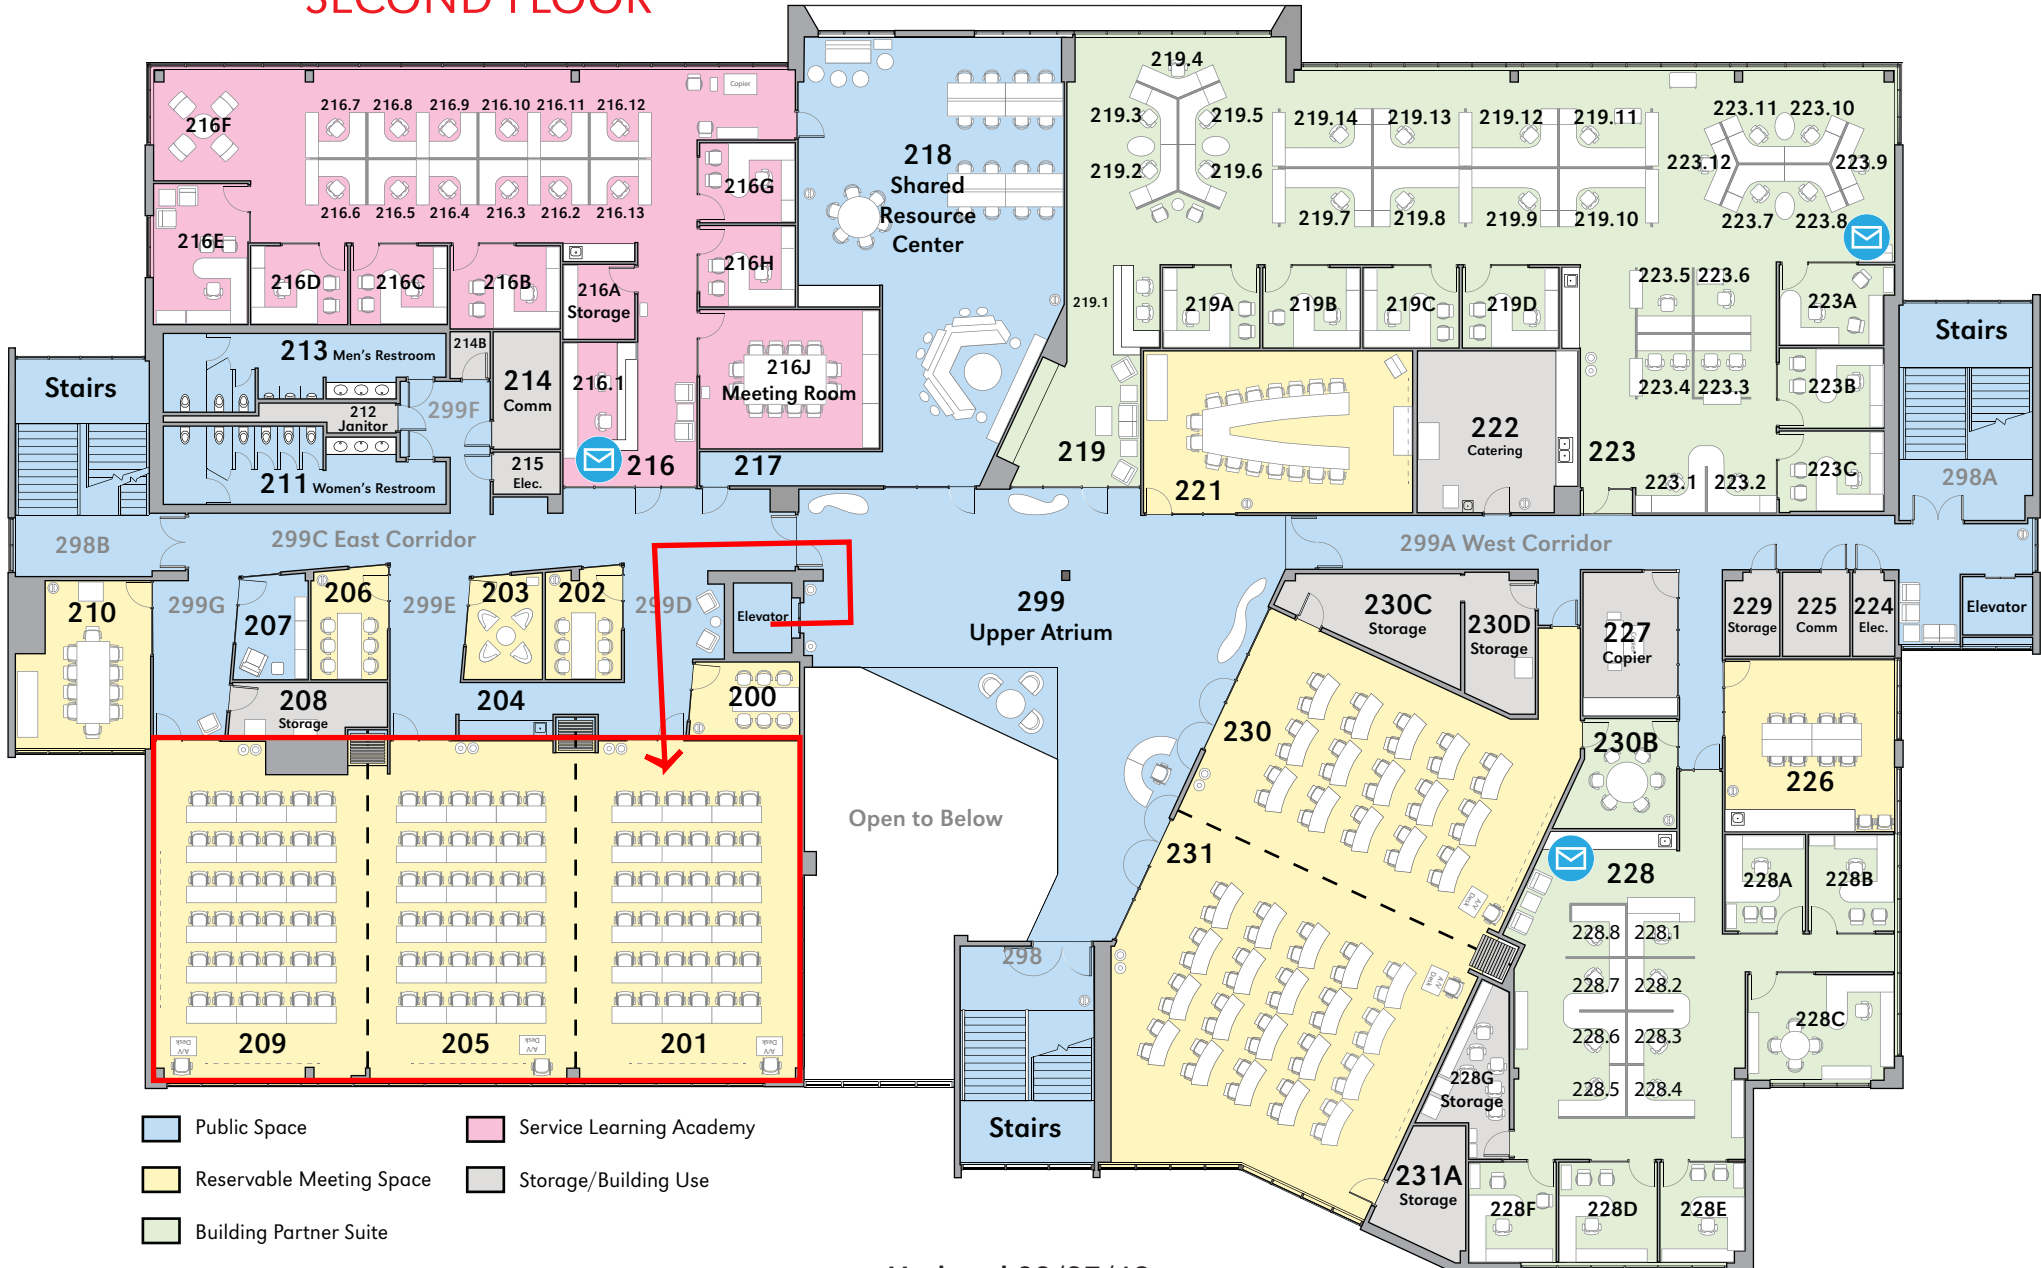 SECOND FLOOR
219.4
216.7 216.8 216.9 216.10 216.11 216.12
Copier
216F
219.3 219.5
219.14 219.13 219.12 219.11
223.11 223.10
218
Shared
Resource
Center
219.2 219.6
223.12 223.9
216G
216.6 216.5 216.4 216.3 216.2 216.13
219.7 219.8 219.9 219.10
223.7 223.8
216E
216H
216D 216C 216B
216A
Storage
219.1
219A 219B 219C 219D
223.5 223.6
223A
Stairs
Stairs
213 Men's Restroom
214B
214
Comm
216.1
216J
Meeting Room
223.4 223.3
223B
299F
212
Janitor
222
Catering
219
223
211 Women's Restroom
215
Elec.
216
217
221
223.1 223.2
223C
298A
298B
299C East Corridor
299A West Corridor
210
299G
207
206
299E
203
202
299D
Elevator
299
Upper Atrium
230C
Storage
230D
Storage
227
Copier
229
Storage
225
Comm
224
Elec.
Elevator
208
Storage
204
200
230
230B
226
Open to Below
231
228
228A 228B
A/V
Desk
228.8 228.1
298
A/V
Desk
228.7 228.2
228C
209 205 201
A/V
Desk
A/V
Desk
A/V
Desk
228.6 228.3
228G
Storage
228.5 228.4
Stairs
231A
Storage
228F 228D 228E
Public Space
Service Learning Academy
Reservable Meeting Space
Storage/Building Use
Building Partner Suite